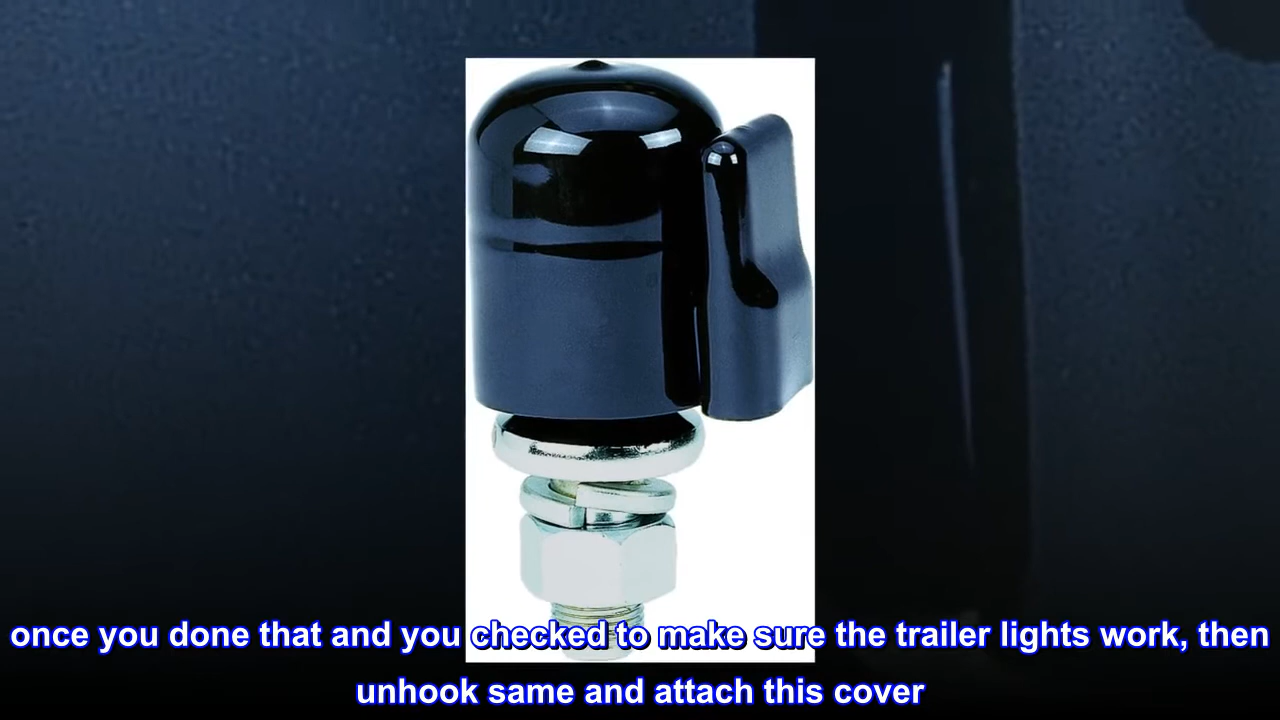 once you done that and you checked to make sure the trailer lights work, then
unhook same and attach this cover